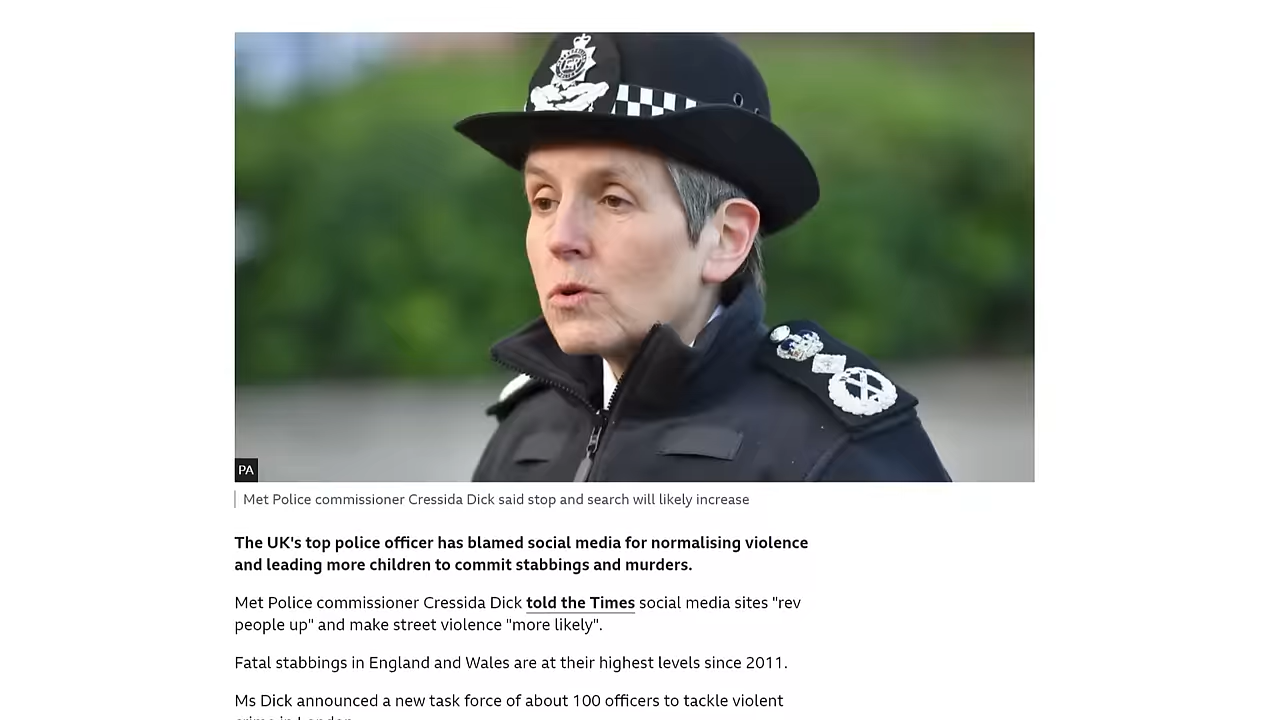 PA
Met Police commissioner Cressida Dick said stop and search will likely increase
The UK's top police officer has blamed social media for normalising violence
and leading more children to commit stabbings and murders.
Met Police commissioner Cressida Dick told the Times social media sites "rev
people up" and make street violence "more likely".
Fatal stabbings in England and Wales are at their highest levels since 2011.
Ms Dick announced a new task force of about 100 officers to tackle violent
crime in London